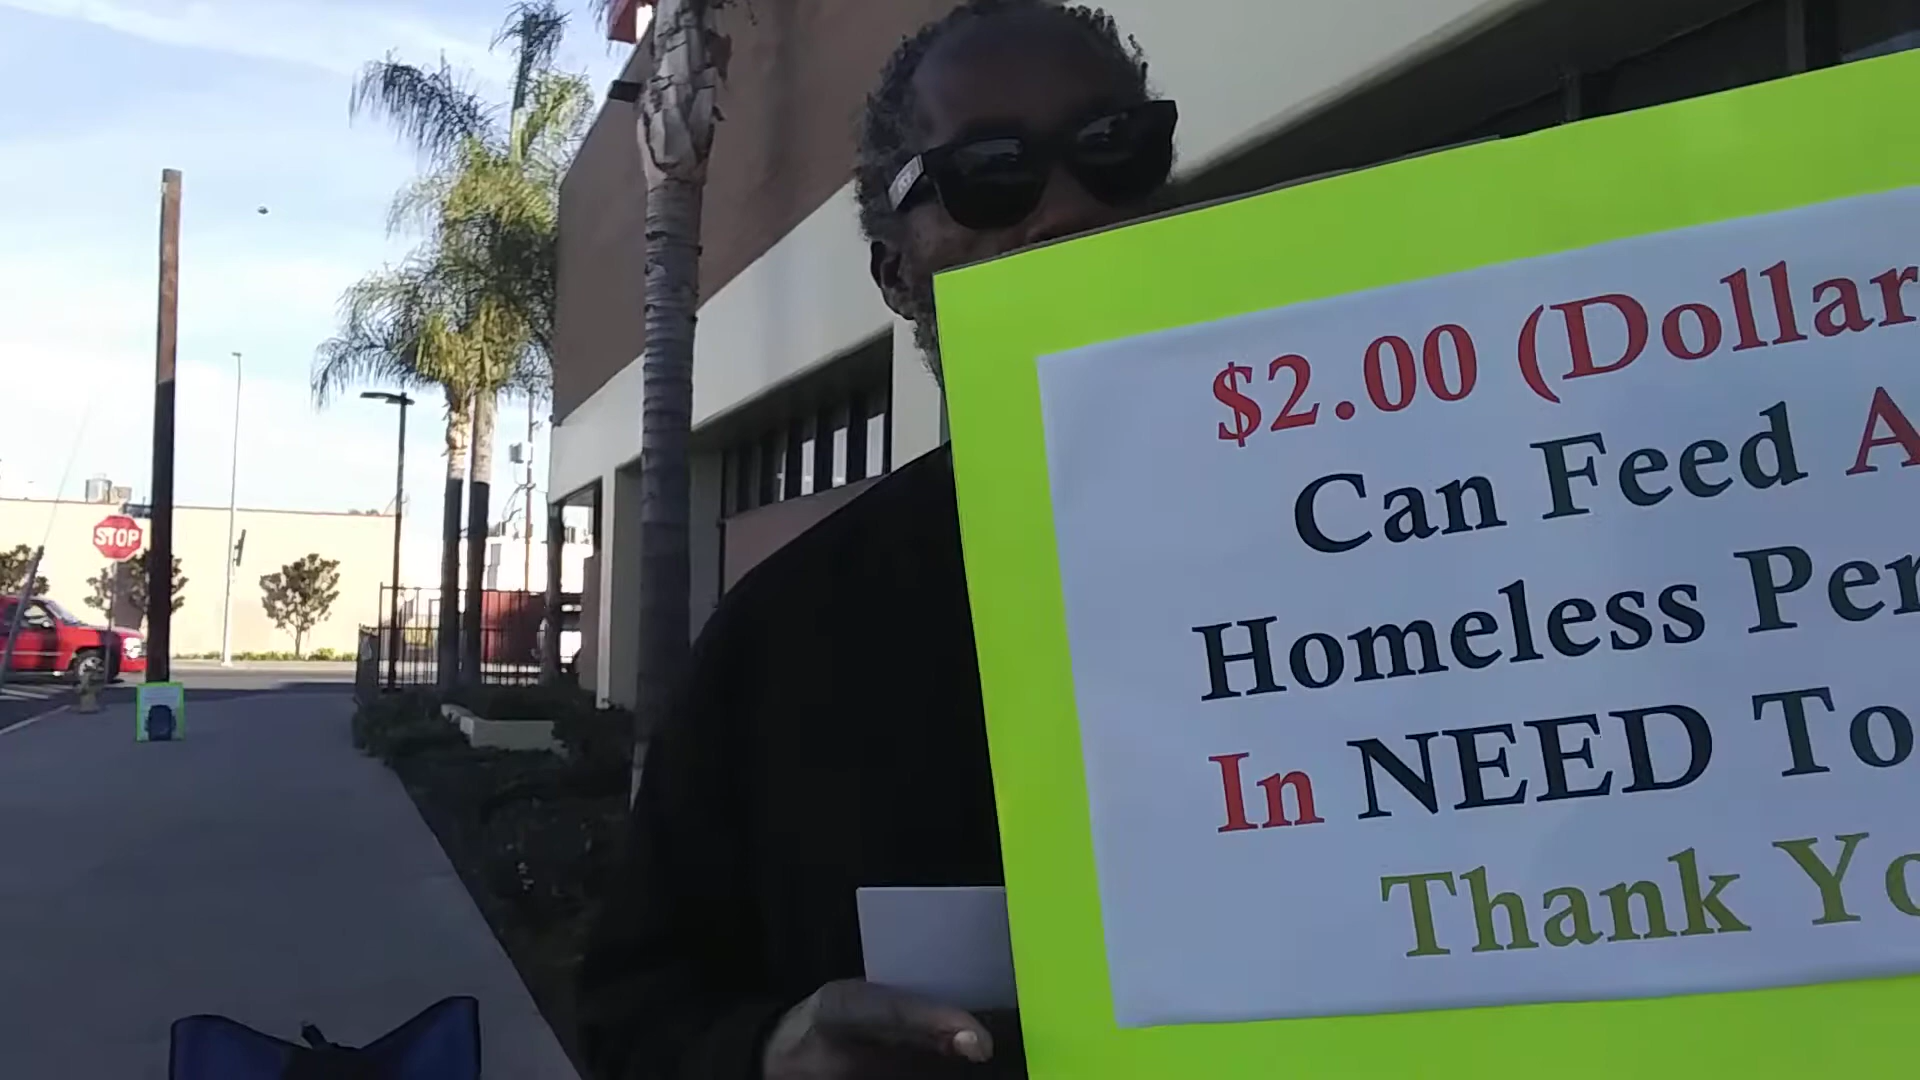 STOP
$2.00 (Dollar
Can Feed A
Homeless Per
In NEED To
Thank Yo